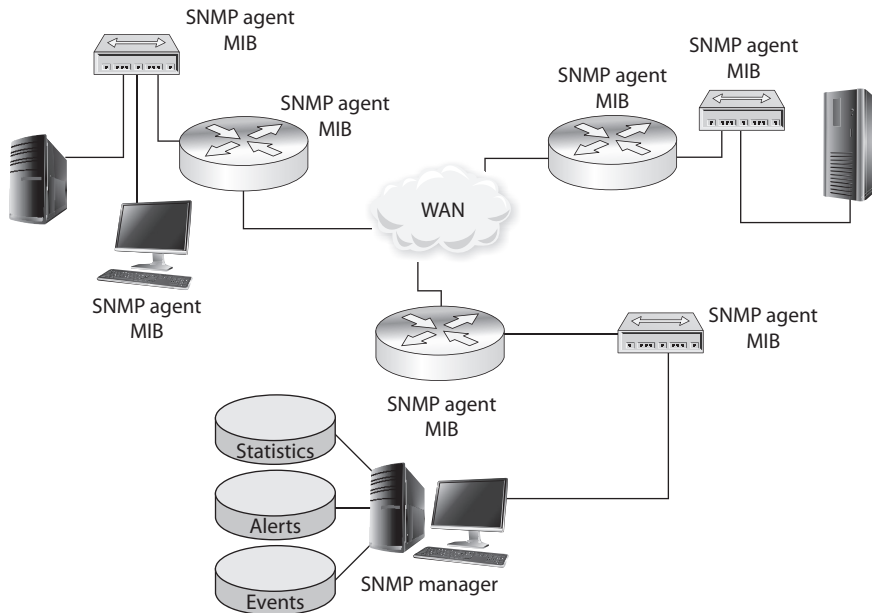 SNMP agent
MIB
SNMP agent
MIB
SNMP agent
MIB
SNMP agent
MIB
WAN
SNMP agent
MIB
SNMP agent
MIB
SNMP agent
MIB
Statistics
Alerts
Events
SNMP manager